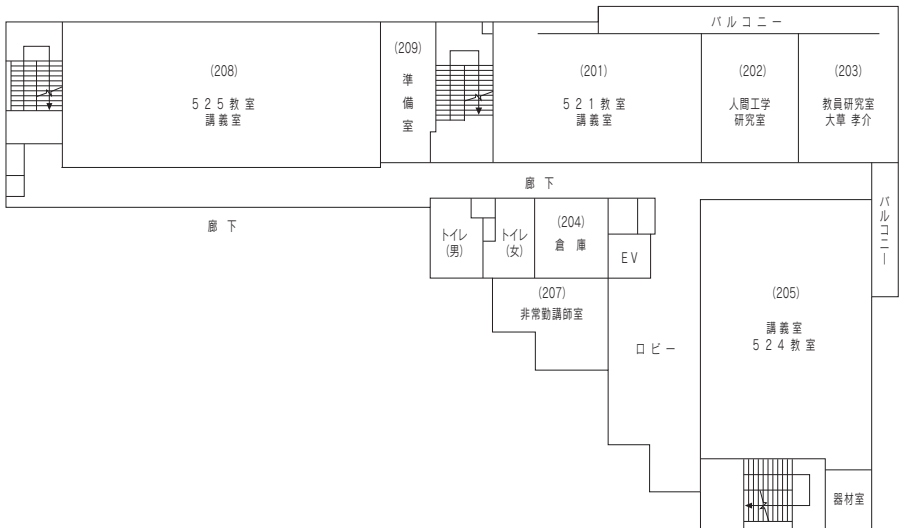 バルコニー
(208)
525教室
講義室
(209)
準備室
(201)
521教室
講義室
(202)
人間工学
研究室
(203)
教員研究室
大草 孝介
廊 下
廊 下
バルコニー
トイレ
(男)
トイレ
(女)
(204)
倉 庫
EV
(207)
非常勤講師室
ロビー
(205)
講義室
524教室
器材室